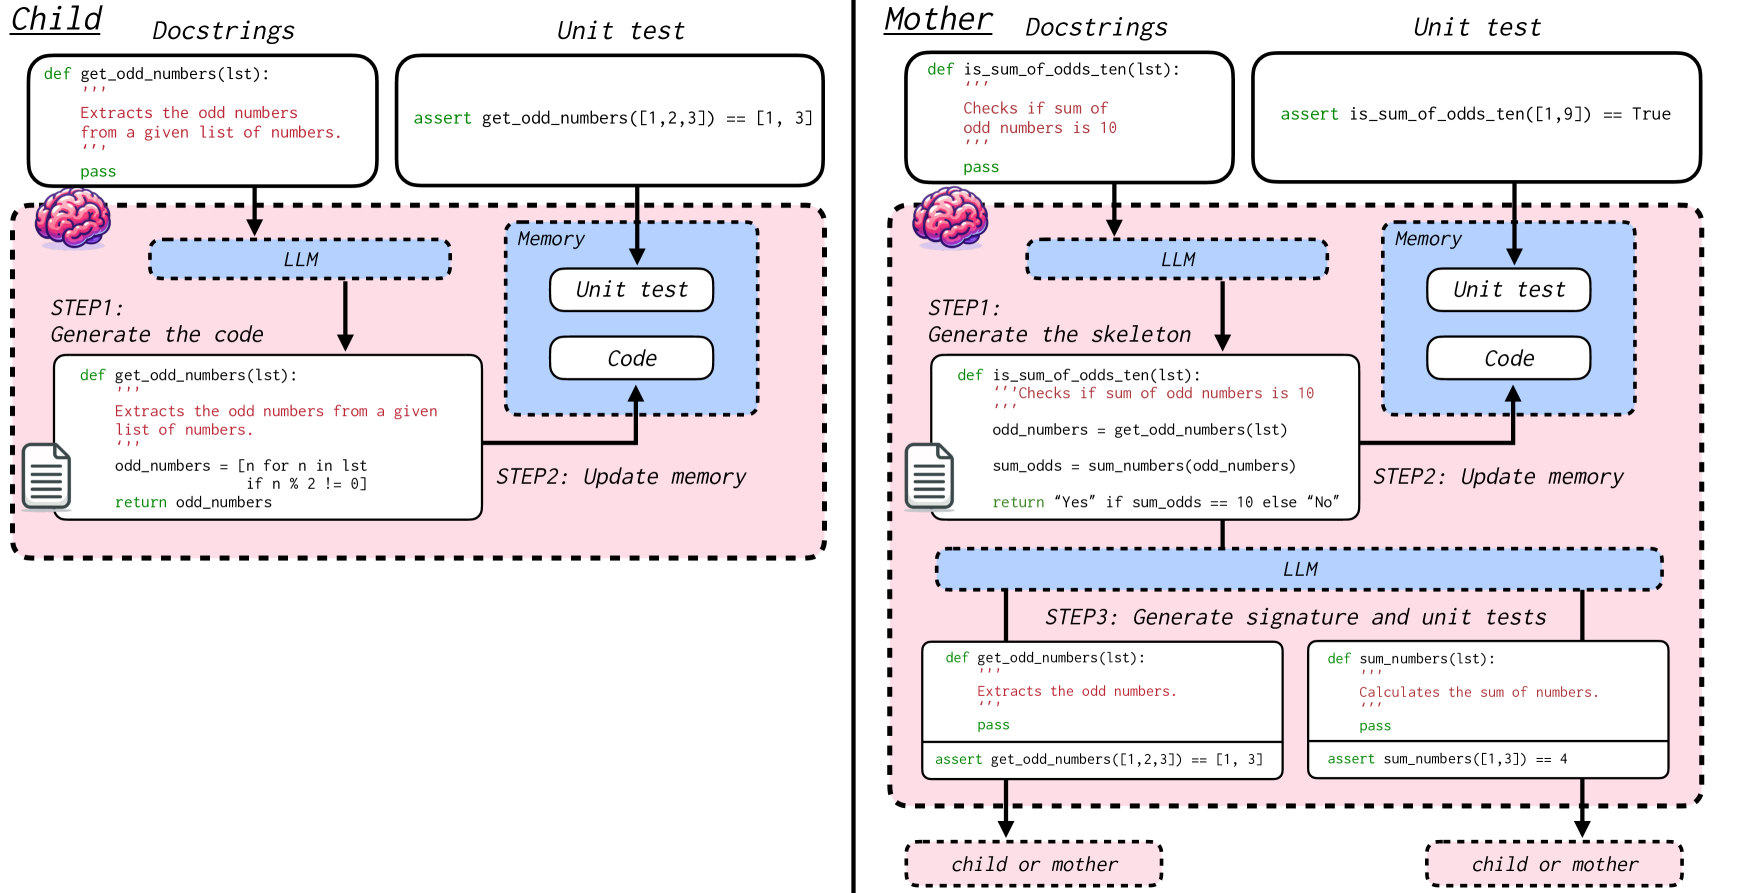 Child
Docstrings
Unit test
def get_odd_numbers(lst):
'''
Extracts the odd numbers
from a given list of numbers.
'''
pass
assert get_odd_numbers([1,2,3]) == [1, 3]
LLM
Memory
Unit test
Code
STEP1:
Generate the code
def get_odd_numbers(lst):
'''
Extracts the odd numbers from a given
list of numbers.
'''
odd_numbers = [n for n in lst
if n % 2 != 0]
return odd_numbers
STEP2: Update memory
Mother
Docstrings
Unit test
def is_sum_of_odds_ten(lst):
'''
Checks if sum of
odd numbers is 10
'''
pass
assert is_sum_of_odds_ten([1,9]) == True
LLM
Memory
Unit test
Code
STEP1:
Generate the skeleton
def is_sum_of_odds_ten(lst):
'''Checks if sum of odd numbers is 10
'''
odd_numbers = get_odd_numbers(lst)
sum_odds = sum_numbers(odd_numbers)
return “Yes” if sum_odds == 10 else “No”
STEP2: Update memory
LLM
STEP3: Generate signature and unit tests
def get_odd_numbers(lst):
'''
Extracts the odd numbers.
'''
pass
assert get_odd_numbers([1,2,3]) == [1, 3]
def sum_numbers(lst):
'''
Calculates the sum of numbers.
'''
pass
assert sum_numbers([1,3]) == 4
child or mother
child or mother